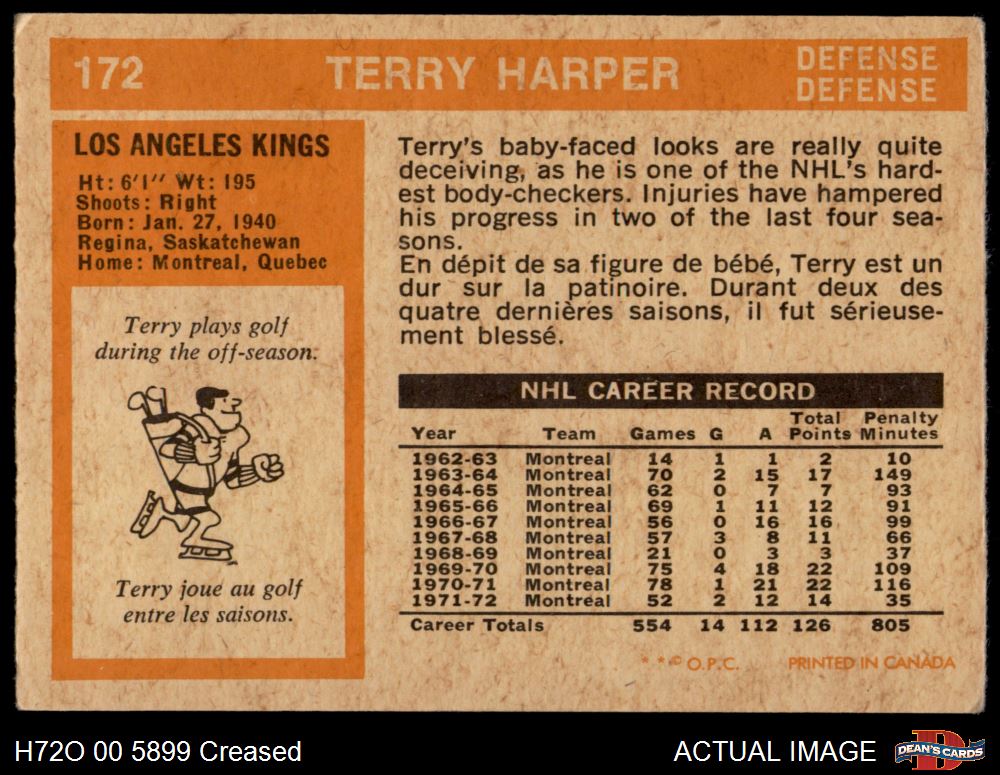 172 TERRY HARPER DEFENSE
DEFENSE
LOS ANGELES KINGS
Ht: 6'1'' Wt: 195
Shoots: Right
Born: Jan. 27, 1940
Regina, Saskatchewan
Home: Montreal, Quebec
Terry plays golf
during the off-season.
Terry joue au golf
entre les saisons.
Terry's baby-faced looks are really quite
deceiving, as he is one of the NHL's hard-
est body-checkers. Injuries have hampered
his progress in two of the last four sea-
sons.
En dépit de sa figure de bébé, Terry est un
dur sur la patinoire. Durant deux des
quatre dernières saisons, il fut sérieuse-
ment blessé.
NHL CAREER RECORD
Total Penalty
Year Team Games G A Points Minutes
1962-63 Montreal 14 1 1 2 10
1963-64 Montreal 70 2 15 17 149
1964-65 Montreal 62 0 7 7 93
1965-66 Montreal 69 1 11 12 91
1966-67 Montreal 56 0 16 16 99
1967-68 Montreal 57 3 8 11 66
1968-69 Montreal 21 0 3 3 37
1969-70 Montreal 75 4 18 22 109
1970-71 Montreal 78 1 21 22 116
1971-72 Montreal 52 2 12 14 35
Career Totals 554 14 112 126 805
* * © O.P.C. PRINTED IN CANADA
H72O 00 5899 Creased
ACTUAL IMAGE
DEAN'S CARDS